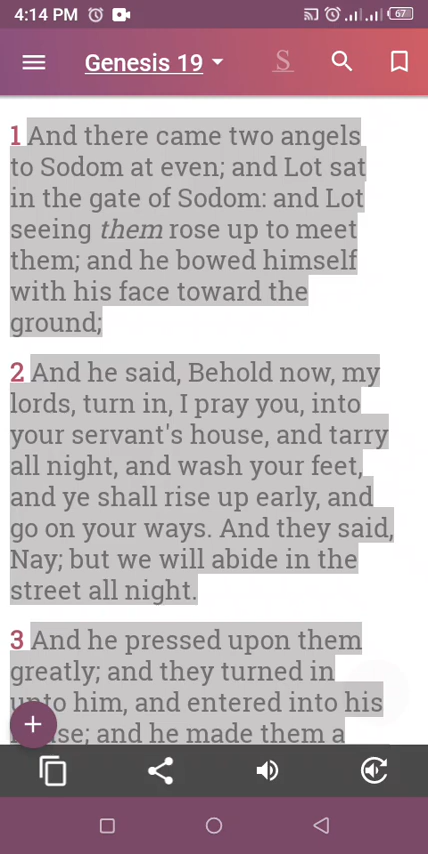 4:14 PM 67
Genesis 19 S
1 And there came two angels
to Sodom at even; and Lot sat
in the gate of Sodom: and Lot
seeing them rose up to meet
them; and he bowed himself
with his face toward the
ground;
2 And he said, Behold now, my
lords, turn in, I pray you, into
your servant's house, and tarry
all night, and wash your feet,
and ye shall rise up early, and
go on your ways. And they said,
Nay; but we will abide in the
street all night.
3 And he pressed upon them
greatly; and they turned in
unto him, and entered into his
house; and he made them a